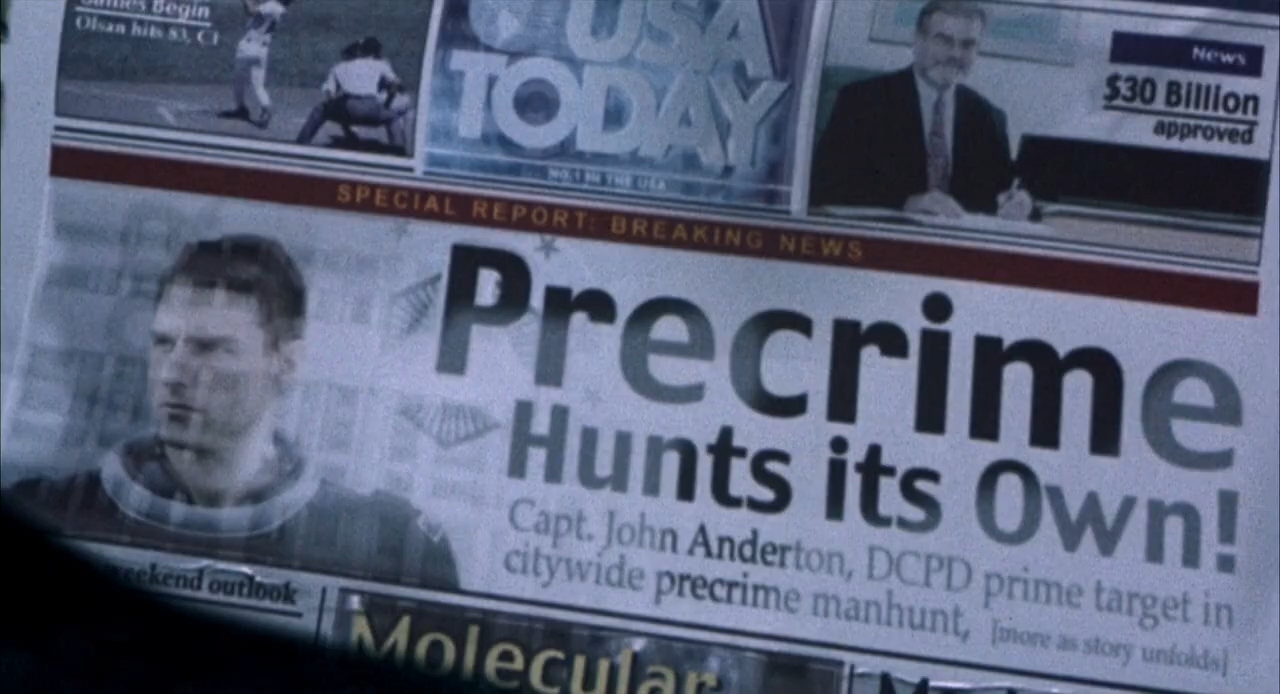 Games Begin
Olsan hits 83, C1
USA
TODAY
NO.1 IN THE USA
News
$30 Billion
approved
SPECIAL REPORT: BREAKING NEWS
Precrime
Hunts its Own!
Capt. John Anderton, DCPD prime target in
citywide precrime manhunt, [more as story unfolds]
weekend outlook
Molecular